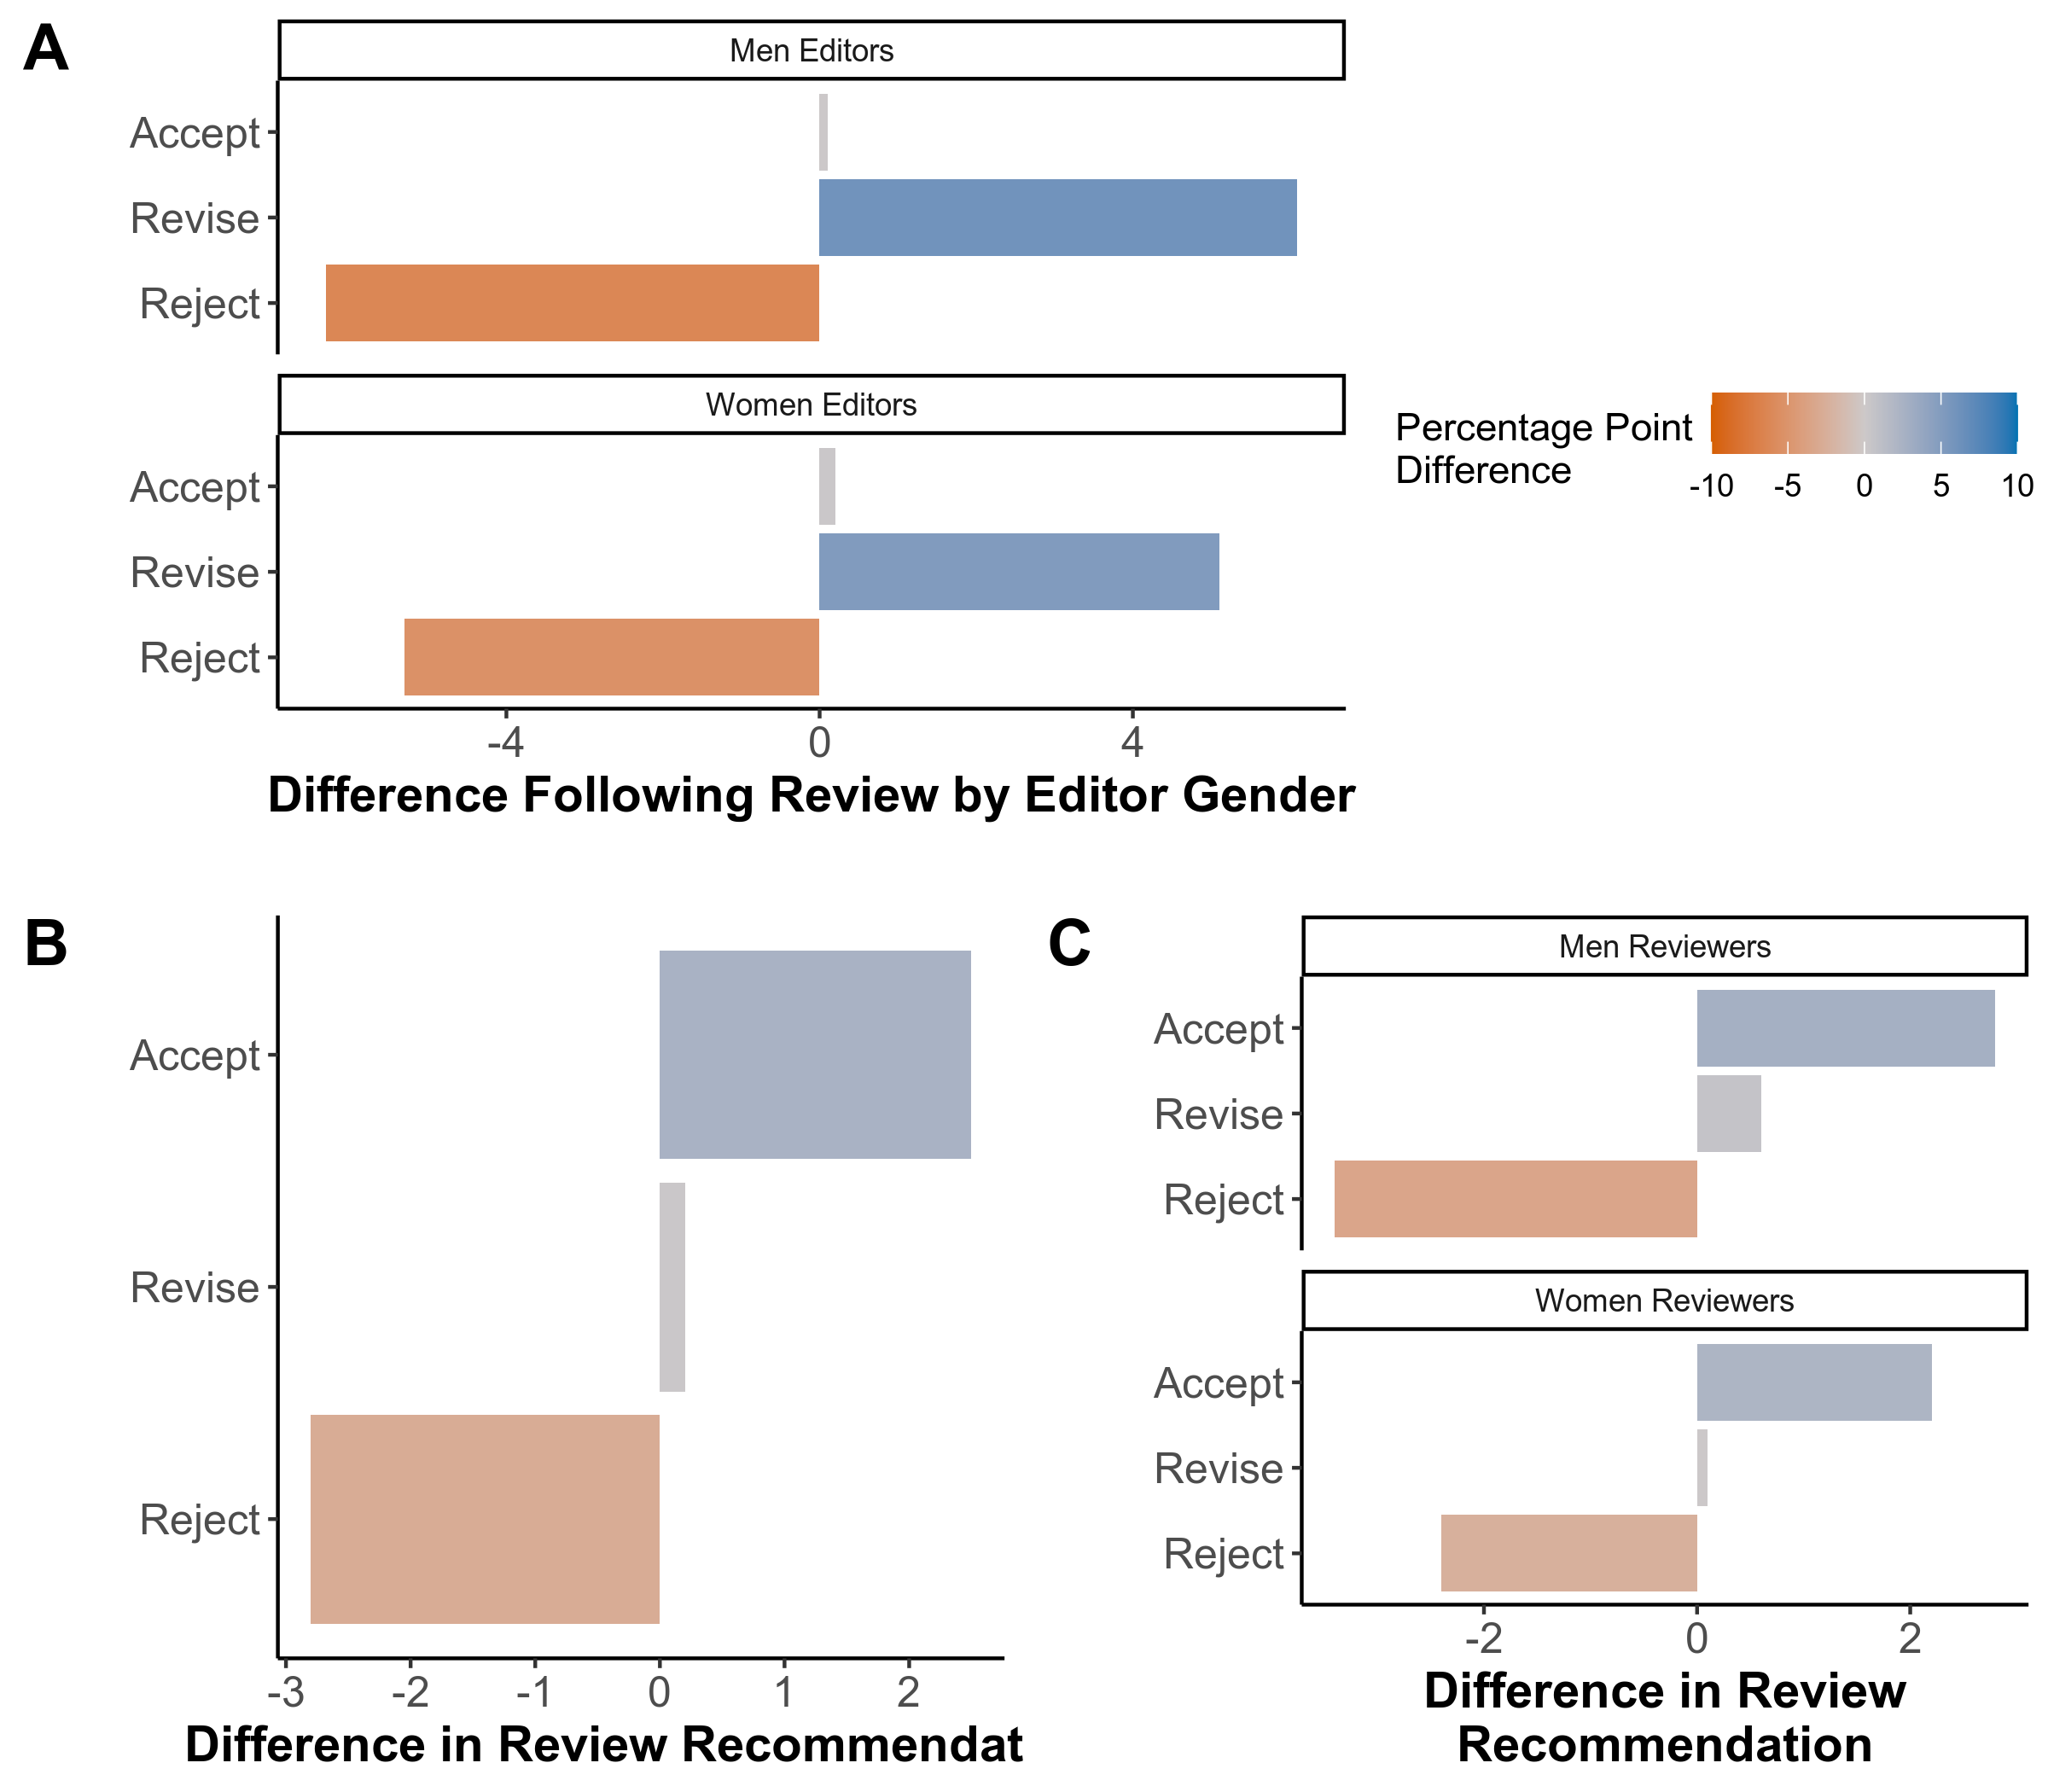 A
Men Editors
Accept
Revise
Reject
Women Editors
Accept
Revise
Reject
-4 0 4
Difference Following Review by Editor Gender
Percentage Point
Difference
-10 -5 0 5 10
B
Accept
Revise
Reject
-3 -2 -1 0 1 2
Difference in Review Recommendat
C
Men Reviewers
Accept
Revise
Reject
Women Reviewers
Accept
Revise
Reject
-2 0 2
Difference in Review
Recommendation